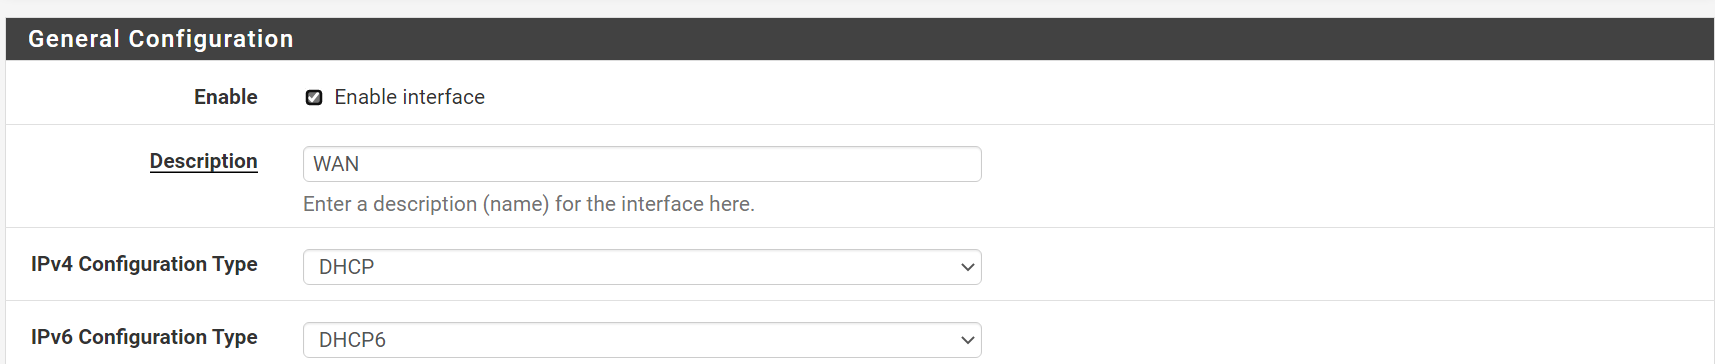 General Configuration
Enable Enable interface
Description WAN
Enter a description (name) for the interface here.
IPv4 Configuration Type DHCP
IPv6 Configuration Type DHCP6